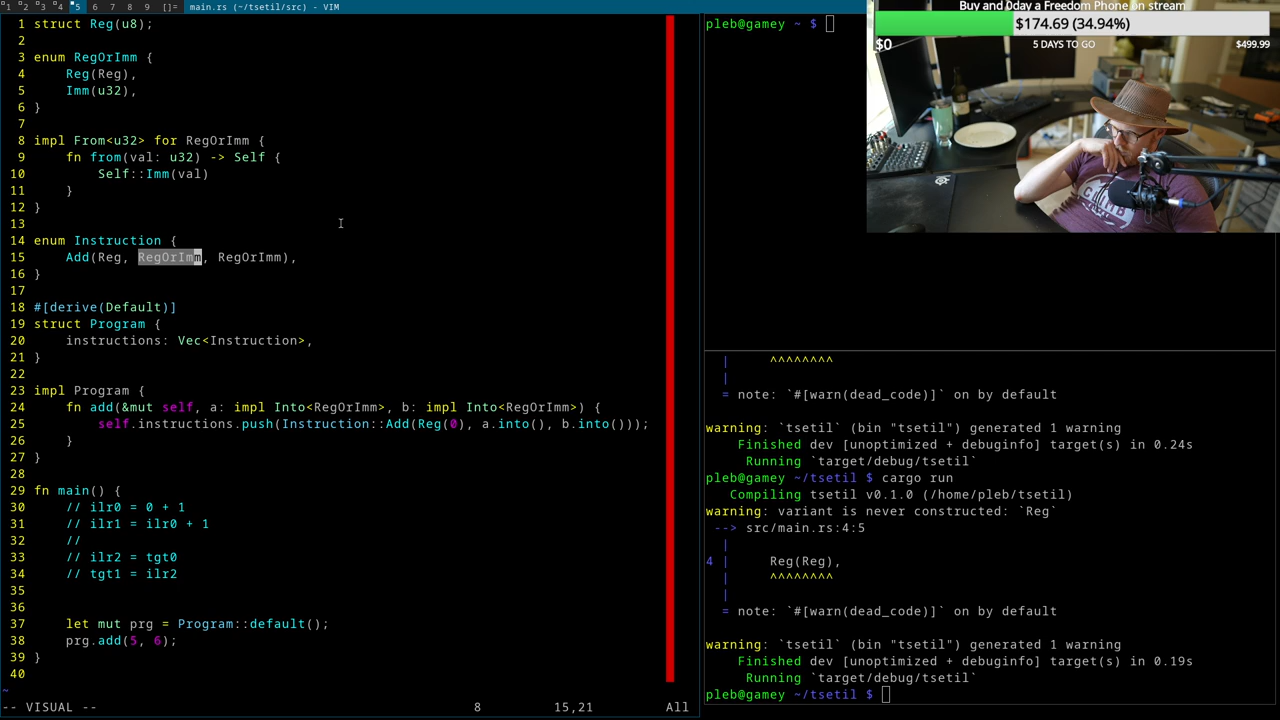 1 2 3 4 5 6 7 8 9 []= main.rs (~/tsetil/src) - VIM
1 struct Reg(u8);
2
3 enum RegOrImm {
4     Reg(Reg),
5     Imm(u32),
6 }
7
8 impl From<u32> for RegOrImm {
9     fn from(val: u32) -> Self {
10         Self::Imm(val)
11     }
12 }
13
14 enum Instruction {
15     Add(Reg, RegOrImm, RegOrImm),
16 }
17
18 #[derive(Default)]
19 struct Program {
20     instructions: Vec<Instruction>,
21 }
22
23 impl Program {
24     fn add(&mut self, a: impl Into<RegOrImm>, b: impl Into<RegOrImm>) {
25         self.instructions.push(Instruction::Add(Reg(0), a.into(), b.into()));
26     }
27 }
28
29 fn main() {
30     // ilr0 = 0 + 1
31     // ilr1 = ilr0 + 1
32     //
33     // ilr2 = tgt0
34     // tgt1 = ilr2
35
36
37     let mut prg = Program::default();
38     prg.add(5, 6);
39 }
40
~
-- VISUAL -- 8 15,21 All
pleb@gamey ~ $
Buy and 0day a Freedom Phone on stream
$174.69 (34.94%)
$0 5 DAYS TO GO $499.99
|     ^^^^^^^^
|
= note: `#[warn(dead_code)]` on by default
warning: `tsetil` (bin "tsetil") generated 1 warning
Finished dev [unoptimized + debuginfo] target(s) in 0.24s
Running `target/debug/tsetil`
pleb@gamey ~/tsetil $ cargo run
Compiling tsetil v0.1.0 (/home/pleb/tsetil)
warning: variant is never constructed: `Reg`
--> src/main.rs:4:5
|
4 |     Reg(Reg),
|     ^^^^^^^^
|
= note: `#[warn(dead_code)]` on by default
warning: `tsetil` (bin "tsetil") generated 1 warning
Finished dev [unoptimized + debuginfo] target(s) in 0.19s
Running `target/debug/tsetil`
pleb@gamey ~/tsetil $